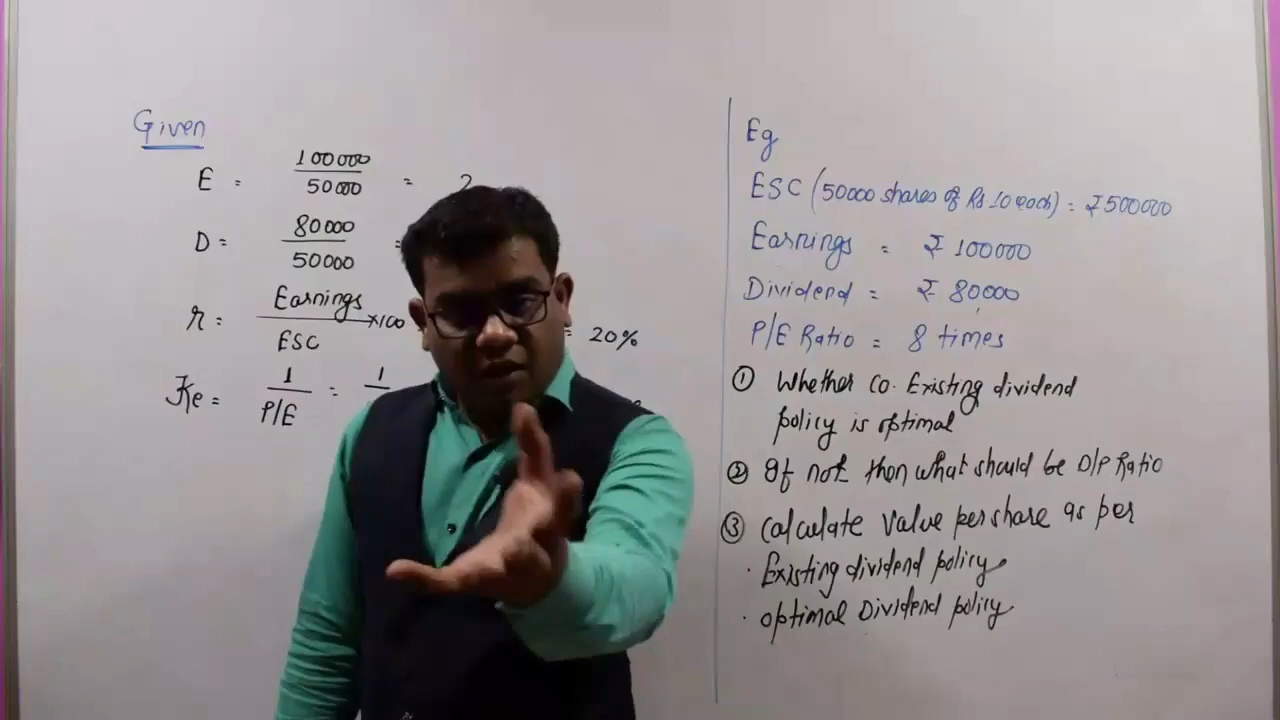 Given
E = 100000 / 50000 = 2
D = 80000 / 50000 =
r = Earnings / ESC ×100 = 20%
Ke = 1 / P/E = 1
Eg
ESC (50000 shares of Rs 10 each) = ₹500000
Earnings = ₹ 100000
Dividend = ₹ 80000
P/E Ratio = 8 times
① Whether Co. Existing dividend
policy is optimal
② If not then what should be D/P Ratio
③ Calculate Value per share as per
· Existing dividend policy
· optimal Dividend policy